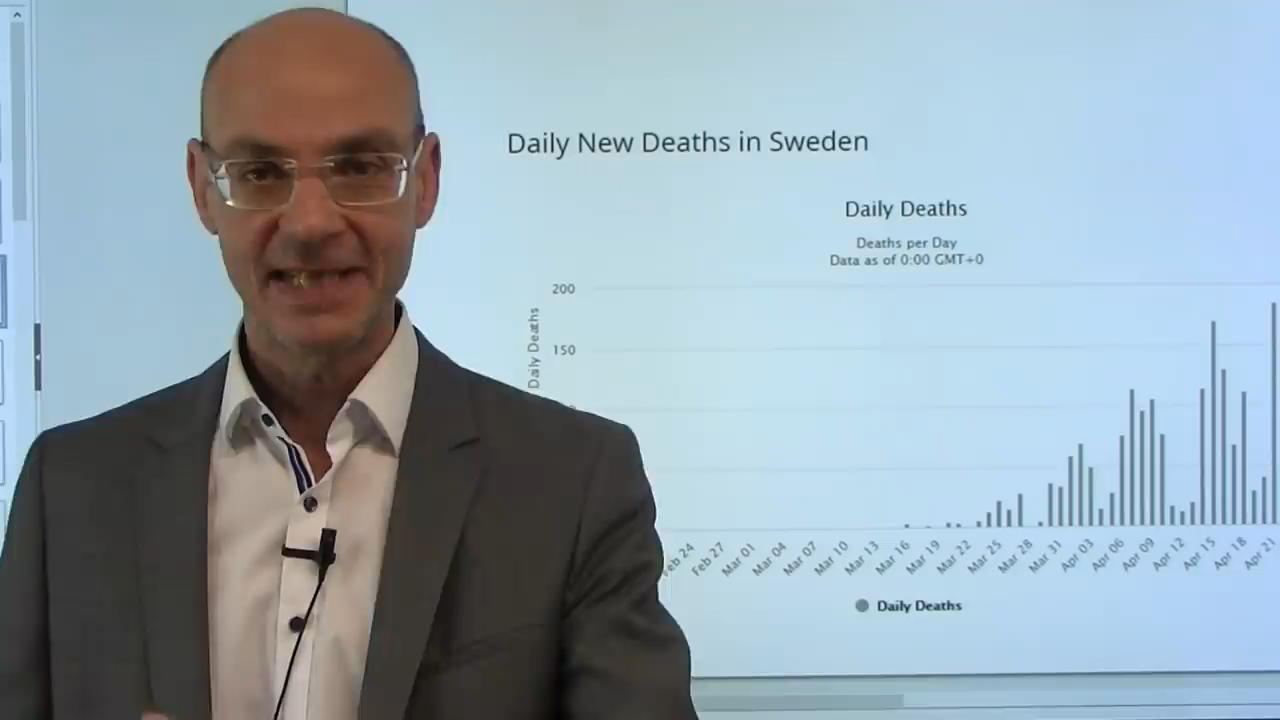 Daily New Deaths in Sweden
Daily Deaths
Deaths per Day
Data as of 0:00 GMT+0
200
150
Daily Deaths
Feb 24
Feb 27
Mar 01
Mar 04
Mar 07
Mar 10
Mar 13
Mar 16
Mar 19
Mar 22
Mar 25
Mar 28
Mar 31
Apr 03
Apr 06
Apr 09
Apr 12
Apr 15
Apr 18
Apr 21
Daily Deaths